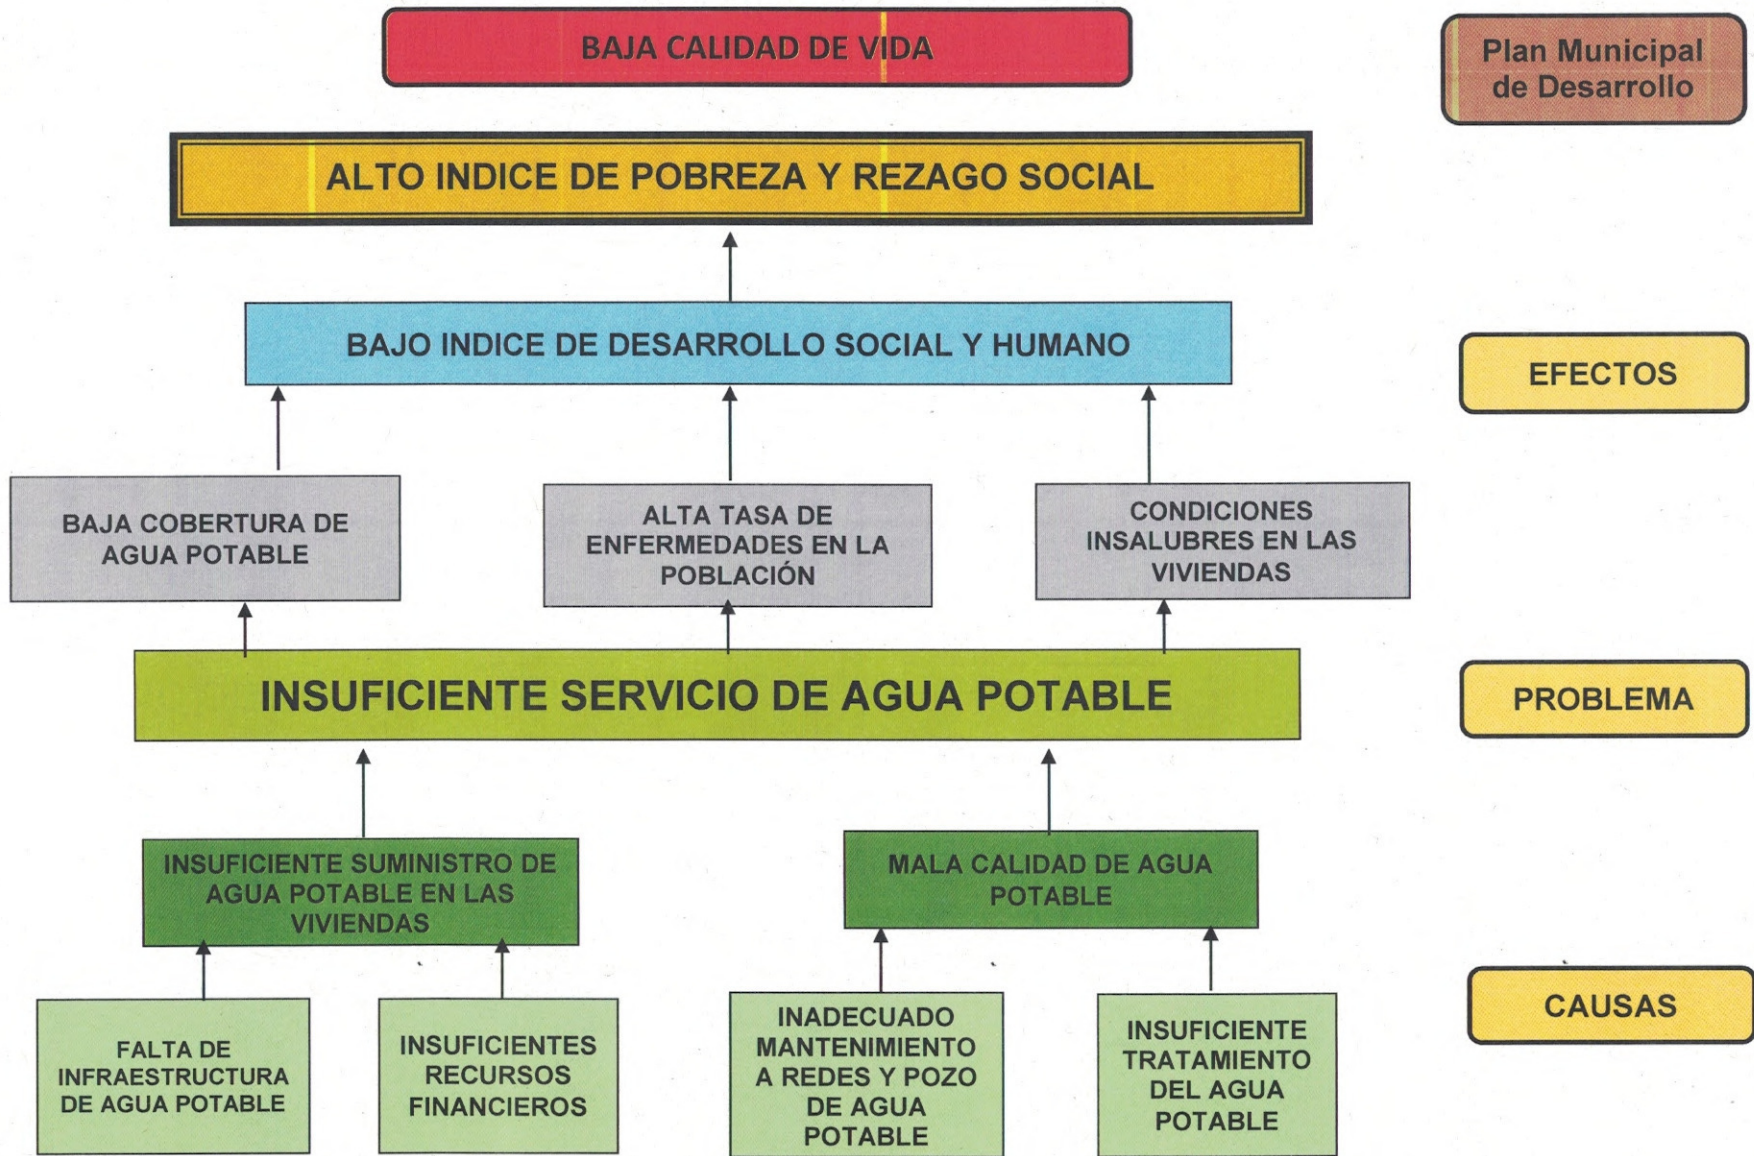 BAJA CALIDAD DE VIDA
Plan Municipal
de Desarrollo
ALTO INDICE DE POBREZA Y REZAGO SOCIAL
BAJO INDICE DE DESARROLLO SOCIAL Y HUMANO
EFECTOS
BAJA COBERTURA DE
AGUA POTABLE
ALTA TASA DE
ENFERMEDADES EN LA
POBLACIÓN
CONDICIONES
INSALUBRES EN LAS
VIVIENDAS
INSUFICIENTE SERVICIO DE AGUA POTABLE
PROBLEMA
INSUFICIENTE SUMINISTRO DE
AGUA POTABLE EN LAS
VIVIENDAS
MALA CALIDAD DE AGUA
POTABLE
FALTA DE
INFRAESTRUCTURA
DE AGUA POTABLE
INSUFICIENTES
RECURSOS
FINANCIEROS
INADECUADO
MANTENIMIENTO
A REDES Y POZO
DE AGUA
POTABLE
INSUFICIENTE
TRATAMIENTO
DEL AGUA
POTABLE
CAUSAS